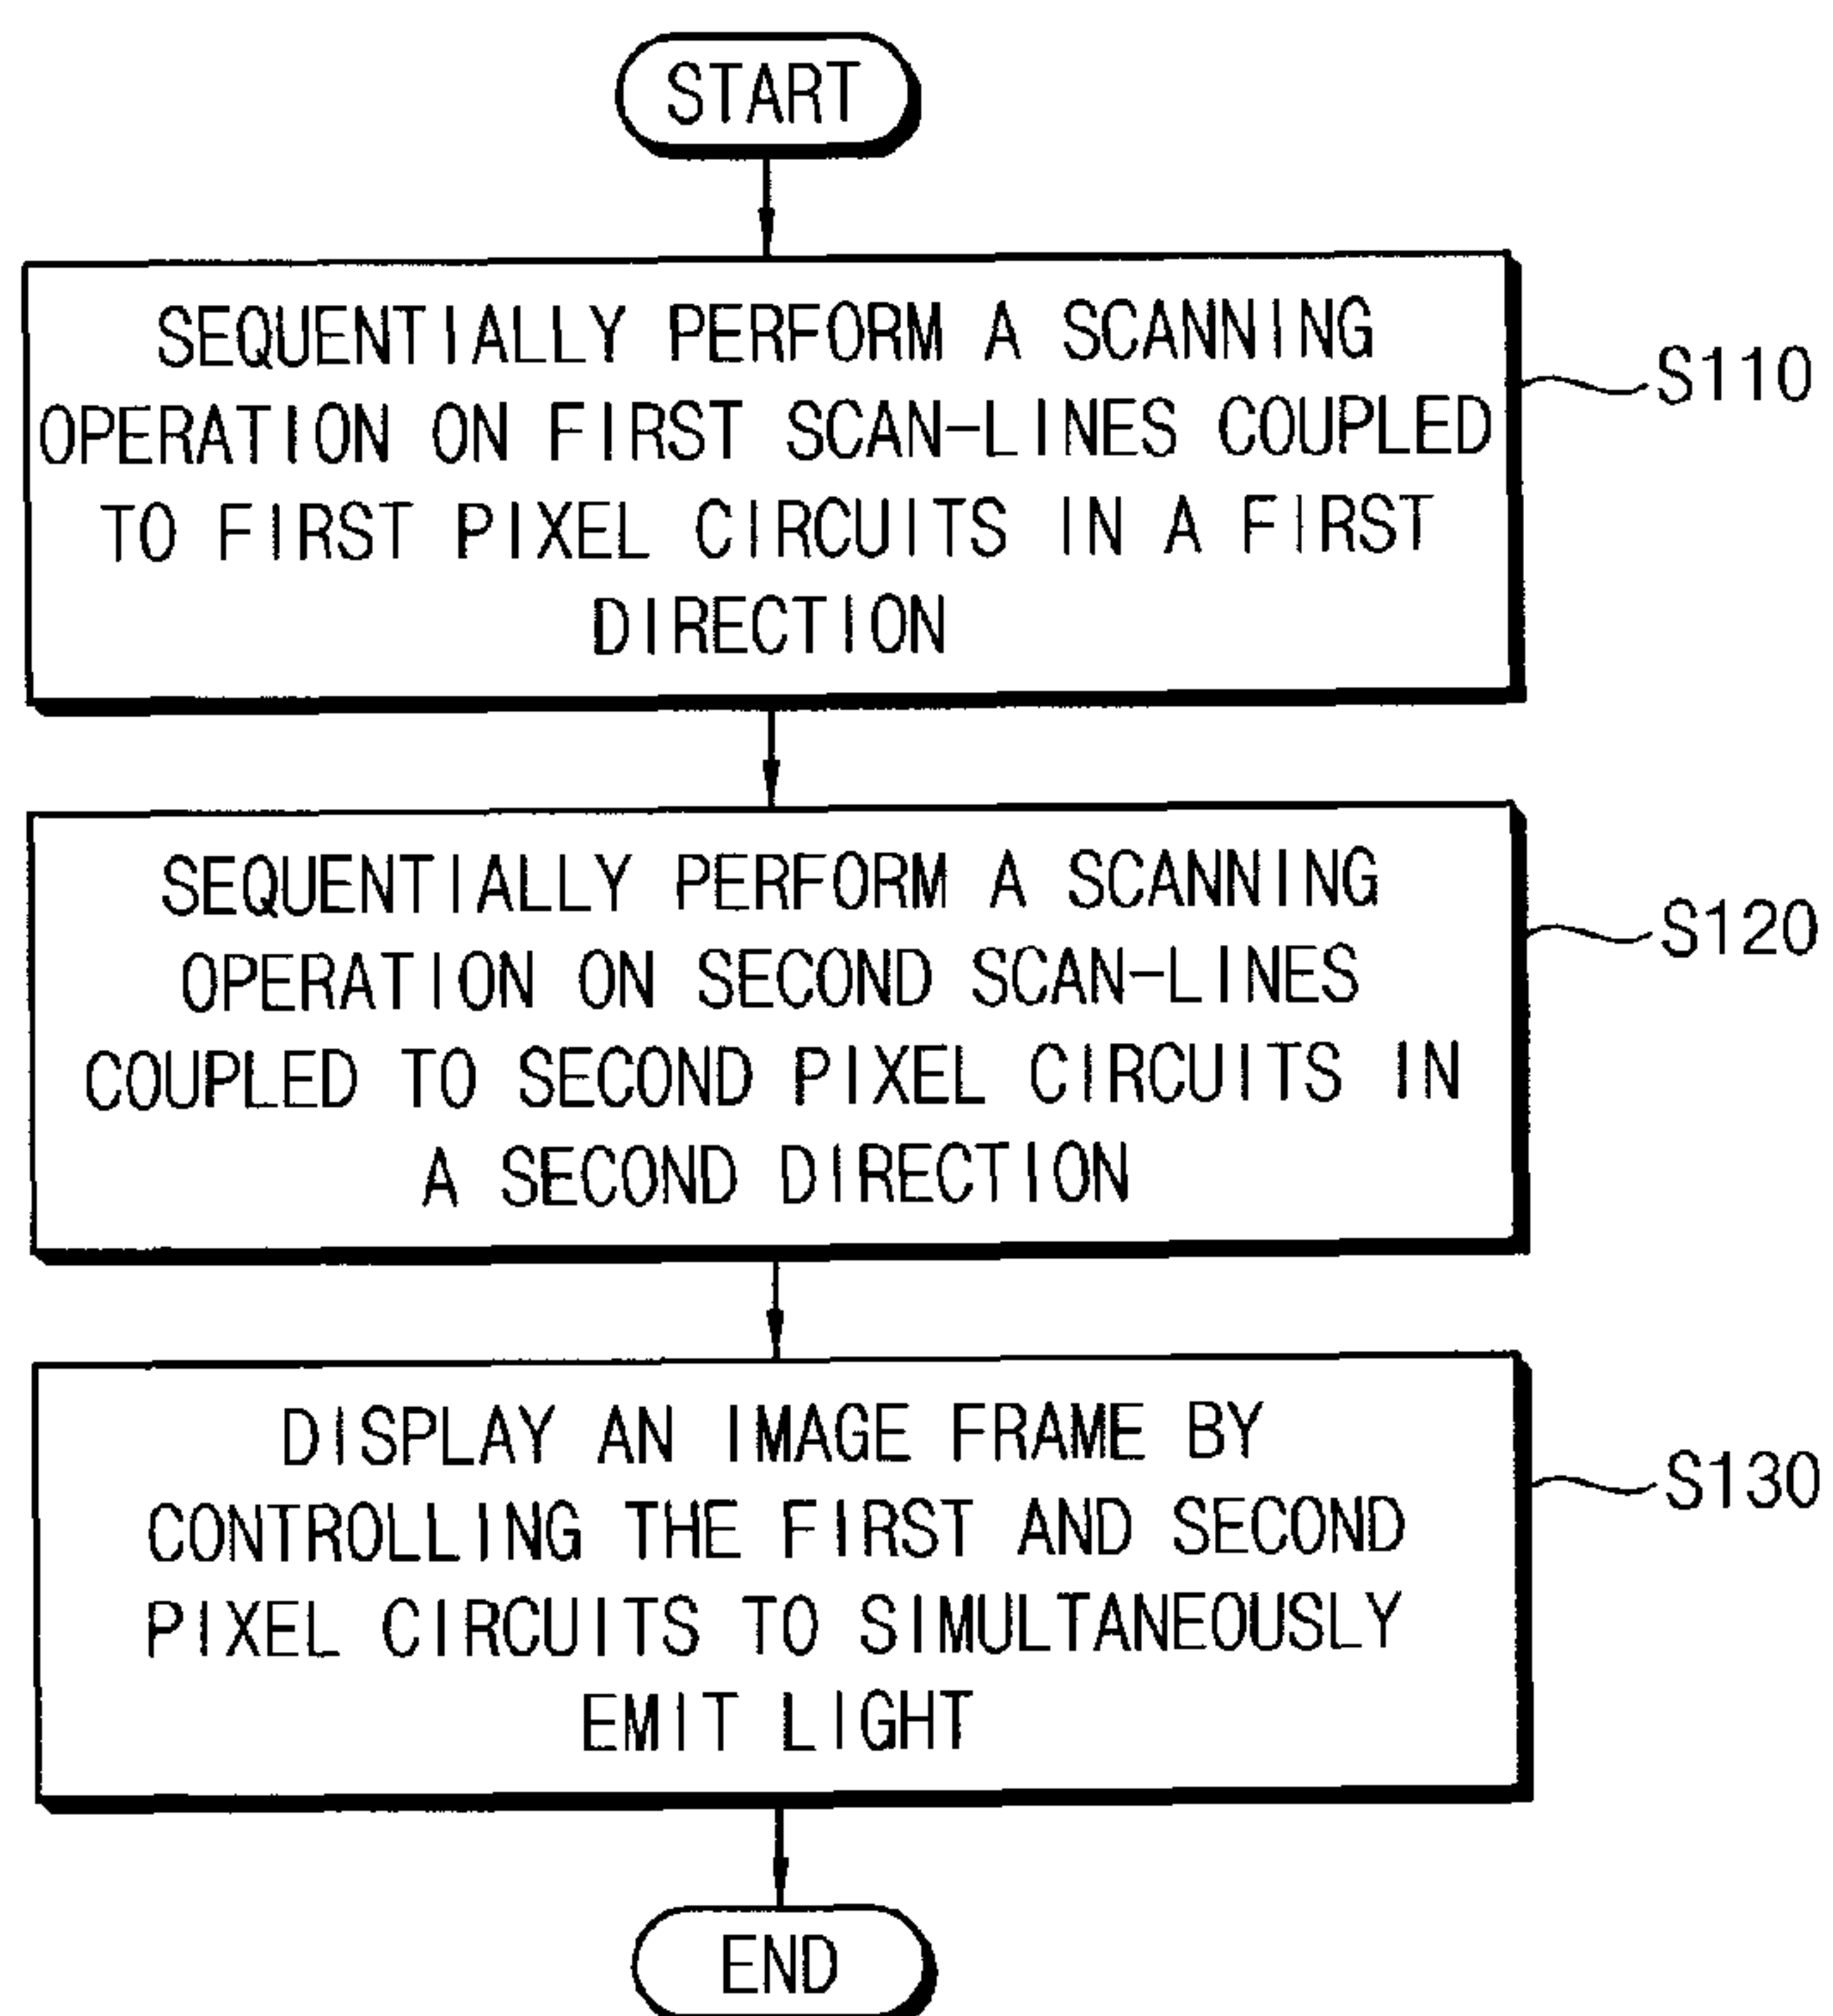 START
SEQUENTIALLY PERFORM A SCANNING
OPERATION ON FIRST SCAN-LINES COUPLED
TO FIRST PIXEL CIRCUITS IN A FIRST
DIRECTION
S110
SEQUENTIALLY PERFORM A SCANNING
OPERATION ON SECOND SCAN-LINES
COUPLED TO SECOND PIXEL CIRCUITS IN
A SECOND DIRECTION
S120
DISPLAY AN IMAGE FRAME BY
CONTROLLING THE FIRST AND SECOND
PIXEL CIRCUITS TO SIMULTANEOUSLY
EMIT LIGHT
S130
END